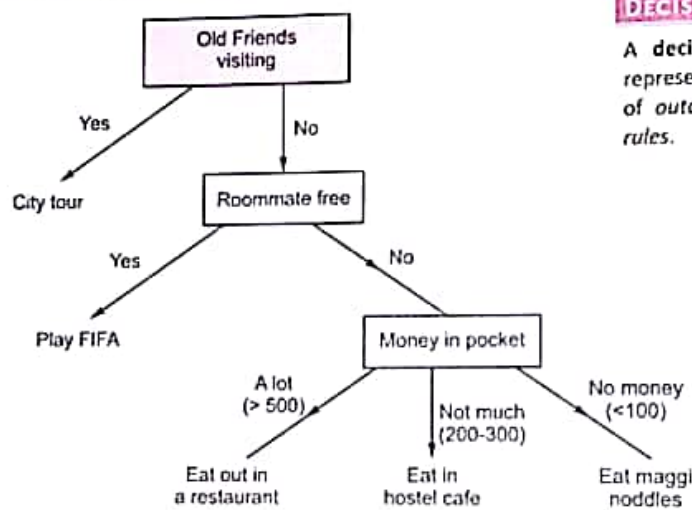 Old Friends
visiting
Yes
No
City tour
Roommate free
Yes
No
Play FIFA
Money in pocket
A lot
(> 500)
Not much
(200-300)
No money
(<100)
Eat out in
a restaurant
Eat in
hostel cafe
Eat maggi
noddles
A deci
represe
of outc
rules.